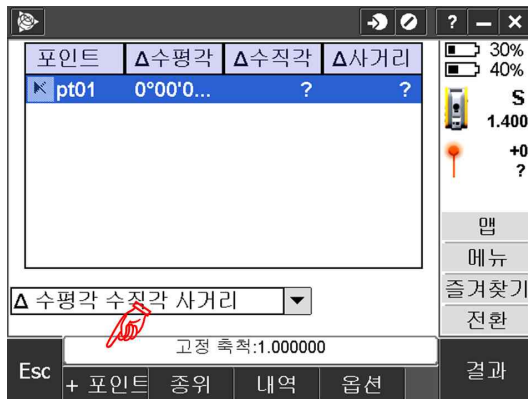 ? – ×
포인트 Δ수평각 Δ수직각 Δ사거리
pt01 0°00'0... ? ?
30%
40%
S
1.400
+0
?
맵
메뉴
즐겨찾기
전환
Δ 수평각 수직각 사거리
고정 축척:1.000000
Esc + 포인트 종위 내역 옵션 결과